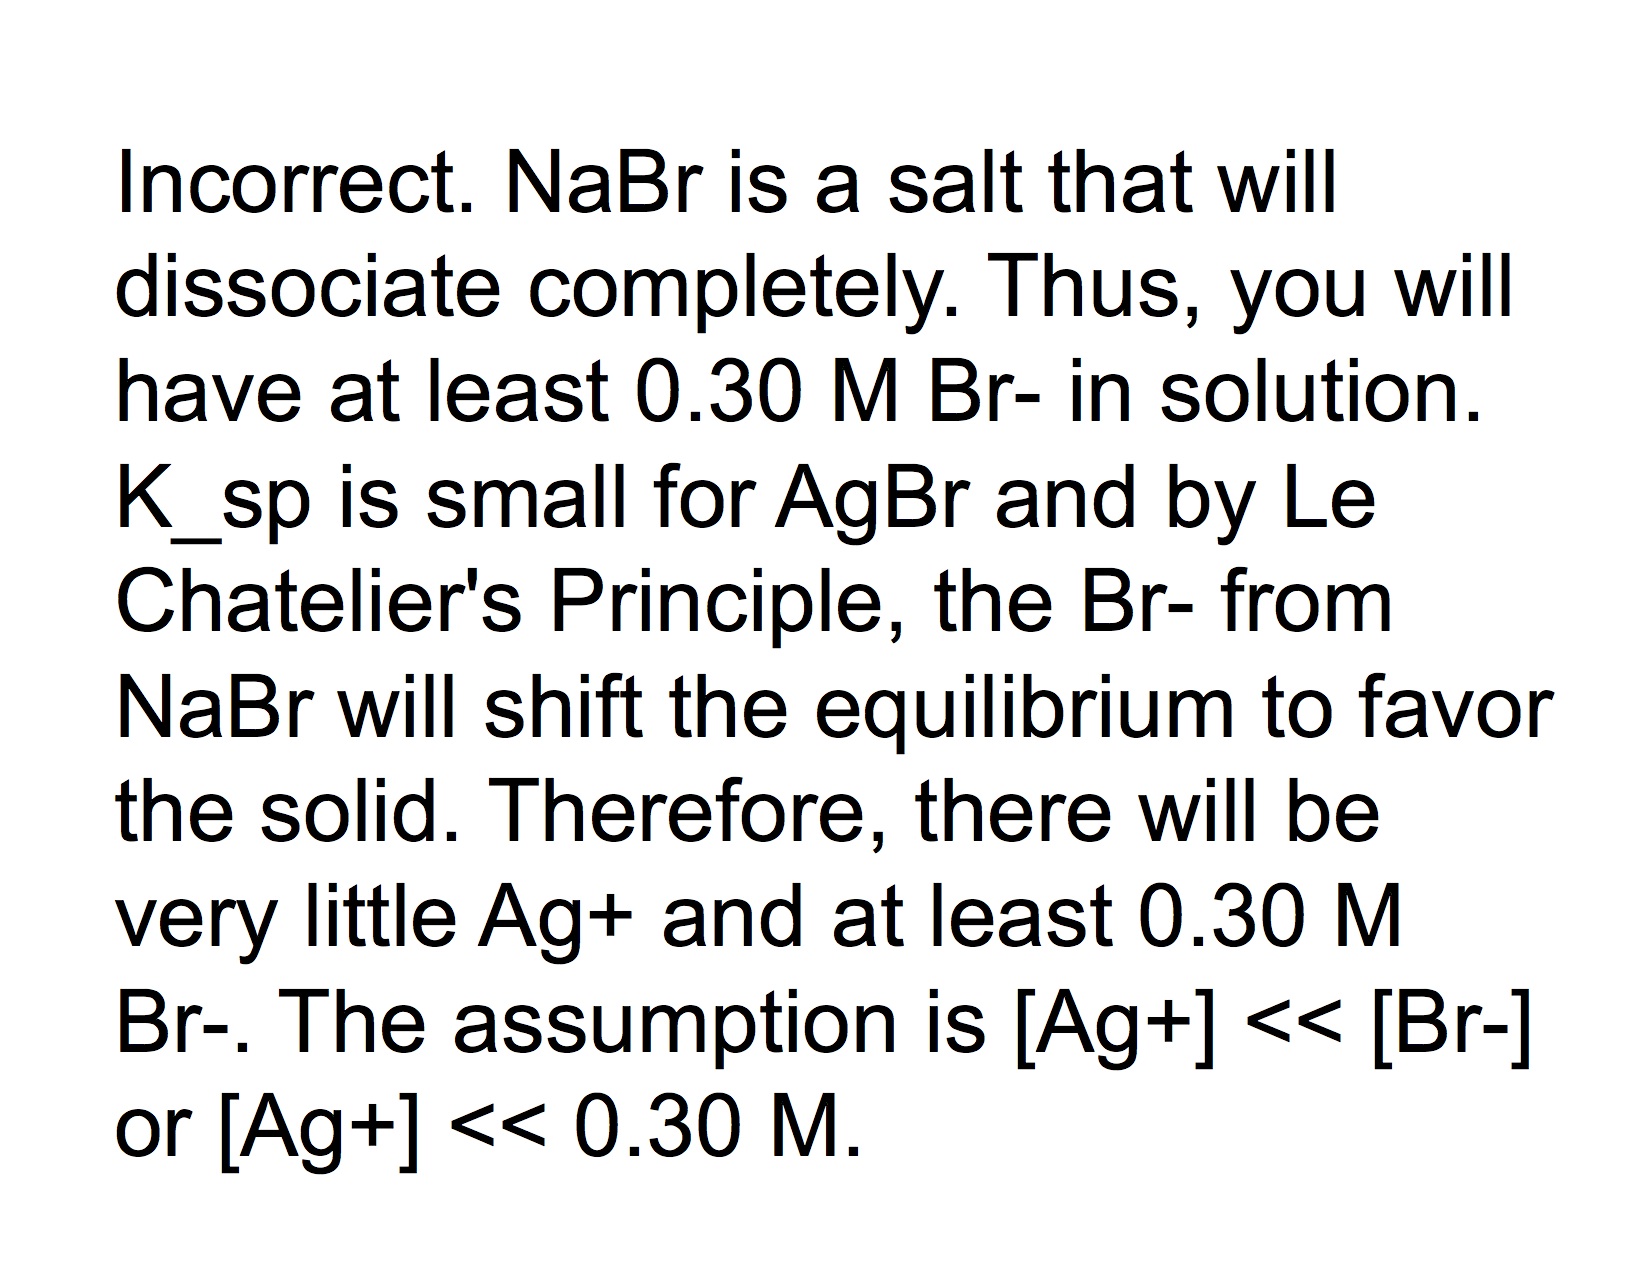 Incorrect. NaBr is a salt that will
dissociate completely. Thus, you will
have at least 0.30 M Br- in solution.
K_sp is small for AgBr and by Le
Chatelier's Principle, the Br- from
NaBr will shift the equilibrium to favor
the solid. Therefore, there will be
very little Ag+ and at least 0.30 M
Br-. The assumption is [Ag+] << [Br-]
or [Ag+] << 0.30 M.